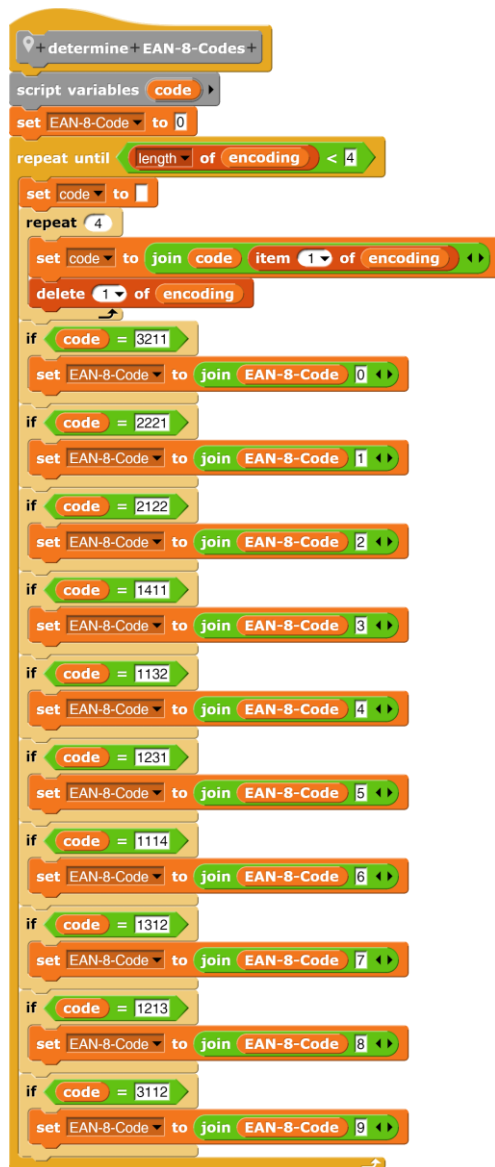 +determine+EAN-8-Codes+
script variables code
set EAN-8-Code to 0
repeat until length of encoding < 4
set code to
repeat 4
set code to join code item 1 of encoding
delete 1 of encoding
if code = 3211
set EAN-8-Code to join EAN-8-Code 0
if code = 2221
set EAN-8-Code to join EAN-8-Code 1
if code = 2122
set EAN-8-Code to join EAN-8-Code 2
if code = 1411
set EAN-8-Code to join EAN-8-Code 3
if code = 1132
set EAN-8-Code to join EAN-8-Code 4
if code = 1231
set EAN-8-Code to join EAN-8-Code 5
if code = 1114
set EAN-8-Code to join EAN-8-Code 6
if code = 1312
set EAN-8-Code to join EAN-8-Code 7
if code = 1213
set EAN-8-Code to join EAN-8-Code 8
if code = 3112
set EAN-8-Code to join EAN-8-Code 9